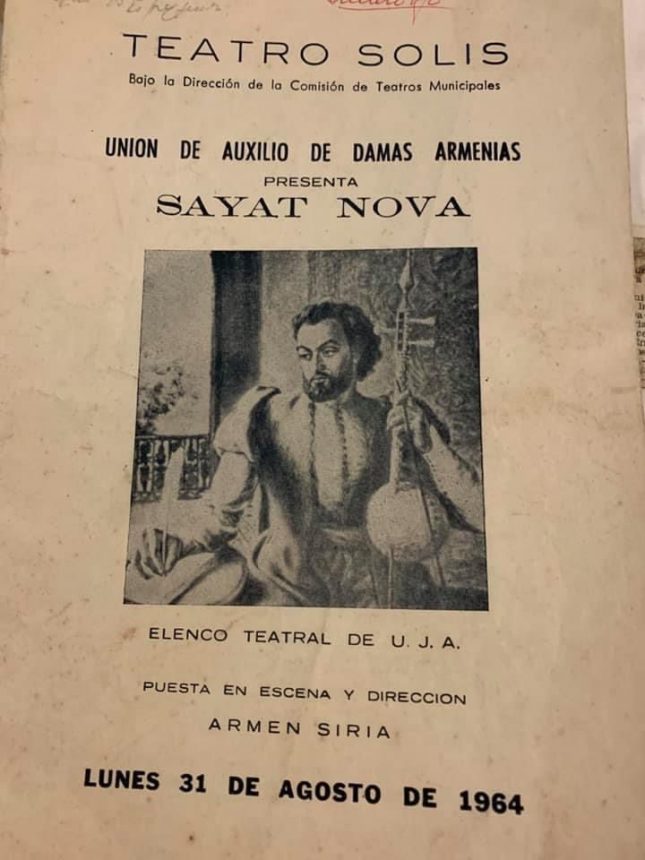 TEATRO SOLIS
Bajo la Dirección de la Comisión de Teatros Municipales
UNION DE AUXILIO DE DAMAS ARMENIAS
PRESENTA
SAYAT NOVA
ELENCO TEATRAL DE U. J. A.
PUESTA EN ESCENA Y DIRECCION
ARMEN SIRIA
LUNES 31 DE AGOSTO DE 1964